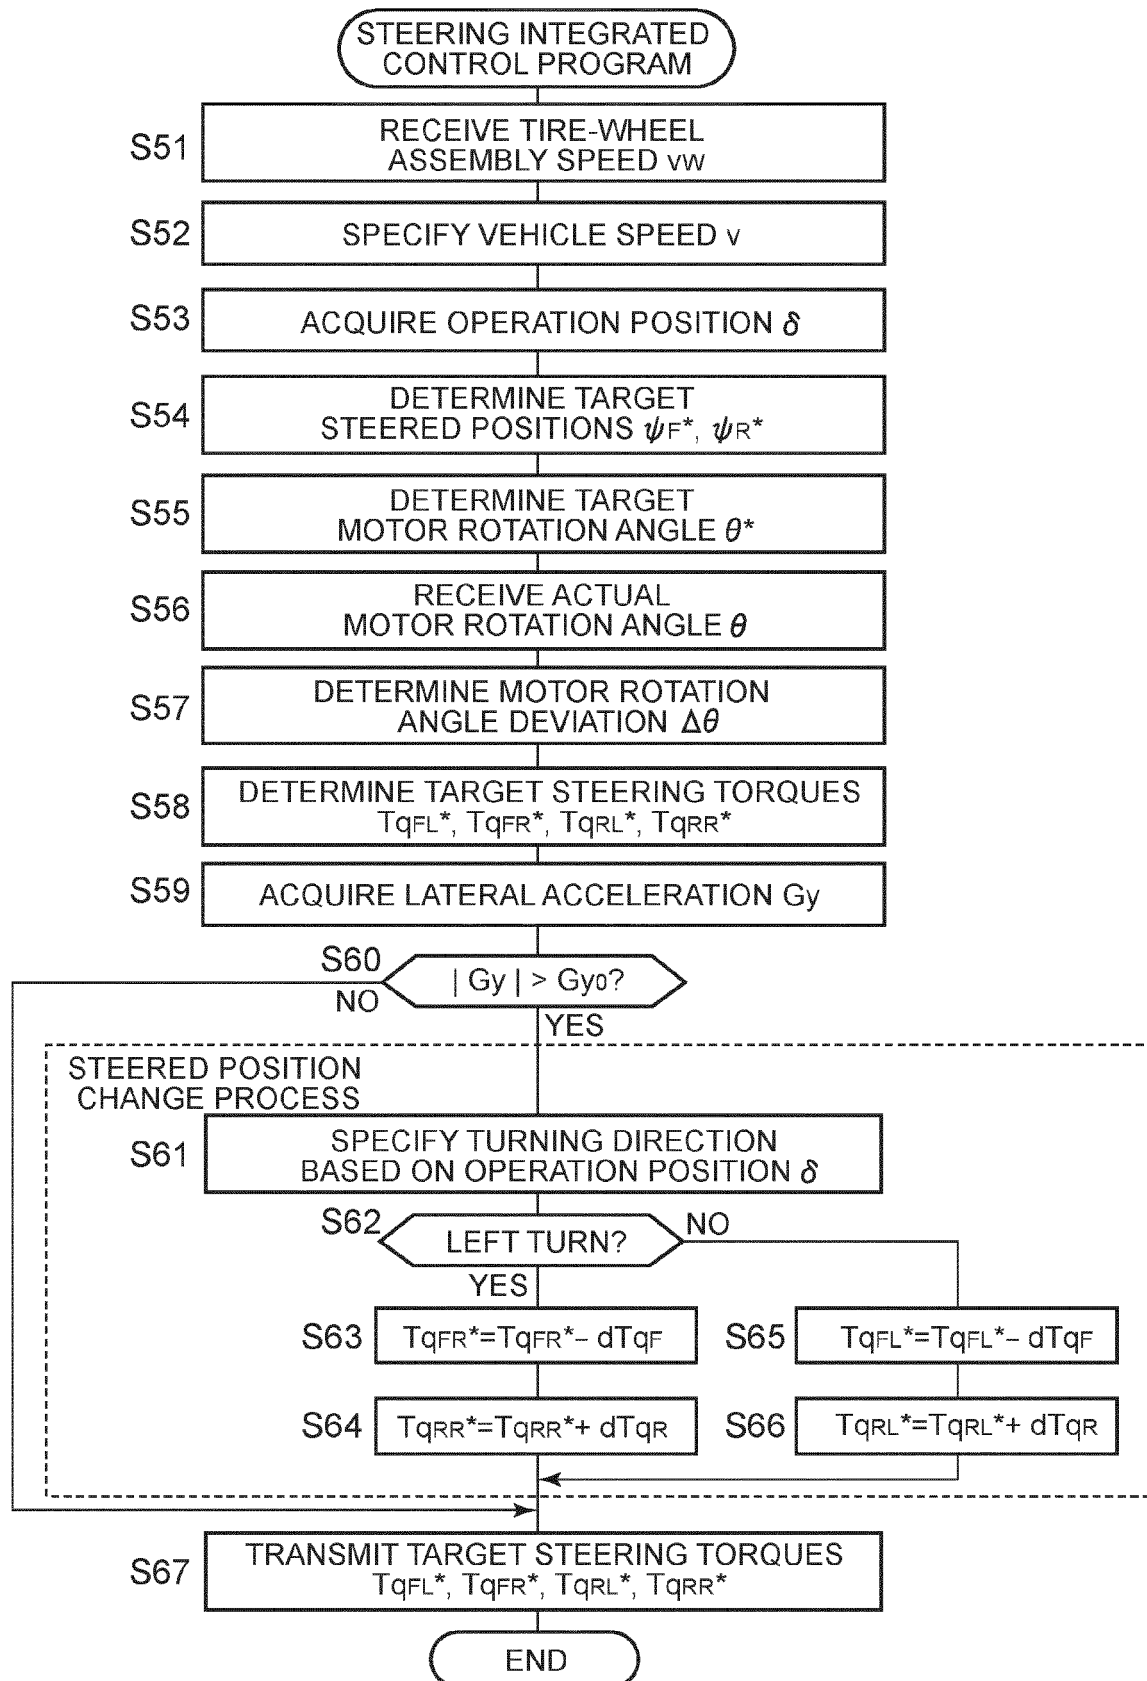 STEERING INTEGRATED
CONTROL PROGRAM
S51
RECEIVE TIRE-WHEEL
ASSEMBLY SPEED vw
S52
SPECIFY VEHICLE SPEED v
S53
ACQUIRE OPERATION POSITION δ
S54
DETERMINE TARGET
STEERED POSITIONS ψF*, ψR*
S55
DETERMINE TARGET
MOTOR ROTATION ANGLE θ*
S56
RECEIVE ACTUAL
MOTOR ROTATION ANGLE θ
S57
DETERMINE MOTOR ROTATION
ANGLE DEVIATION Δθ
S58
DETERMINE TARGET STEERING TORQUES
TqFL*, TqFR*, TqRL*, TqRR*
S59
ACQUIRE LATERAL ACCELERATION Gy
S60
| Gy | > Gy0?
NO
YES
STEERED POSITION
CHANGE PROCESS
S61
SPECIFY TURNING DIRECTION
BASED ON OPERATION POSITION δ
S62
LEFT TURN?
NO
YES
S63
TqFR*=TqFR*– dTqF
S65
TqFL*=TqFL*– dTqF
S64
TqRR*=TqRR*+ dTqR
S66
TqRL*=TqRL*+ dTqR
S67
TRANSMIT TARGET STEERING TORQUES
TqFL*, TqFR*, TqRL*, TqRR*
END